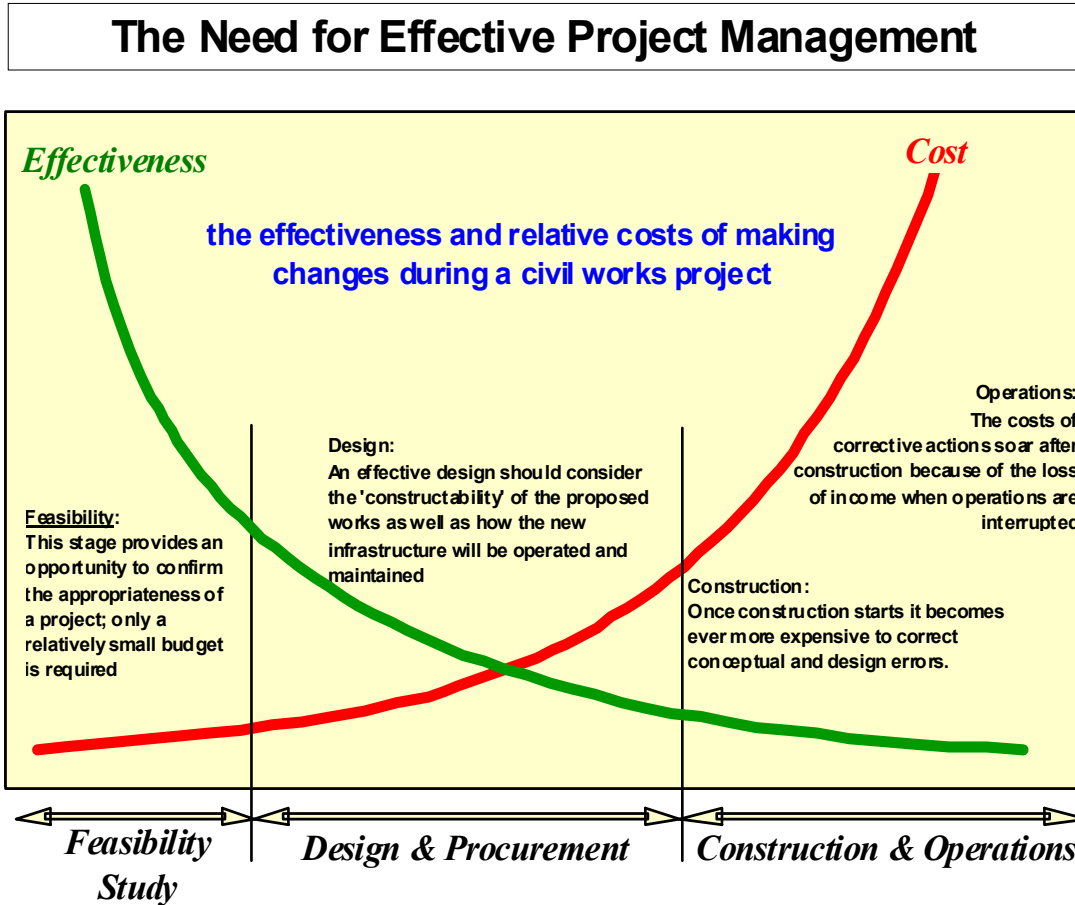 The Need for Effective Project Management
Effectiveness
Cost
the effectiveness and relative costs of making
changes during a civil works project
Feasibility:
This stage provides an
opportunity to confirm
the appropriateness of
a project; only a
relatively small budget
is required
Design:
An effective design should consider
the 'constructability' of the proposed
works as well as how the new
infrastructure will be operated and
maintained
Operations:
The costs of
corrective actions soar after
construction because of the loss
of income when operations are
interrupted
Construction:
Once construction starts it becomes
ever more expensive to correct
conceptual and design errors.
Feasibility
Study
Design & Procurement
Construction & Operations